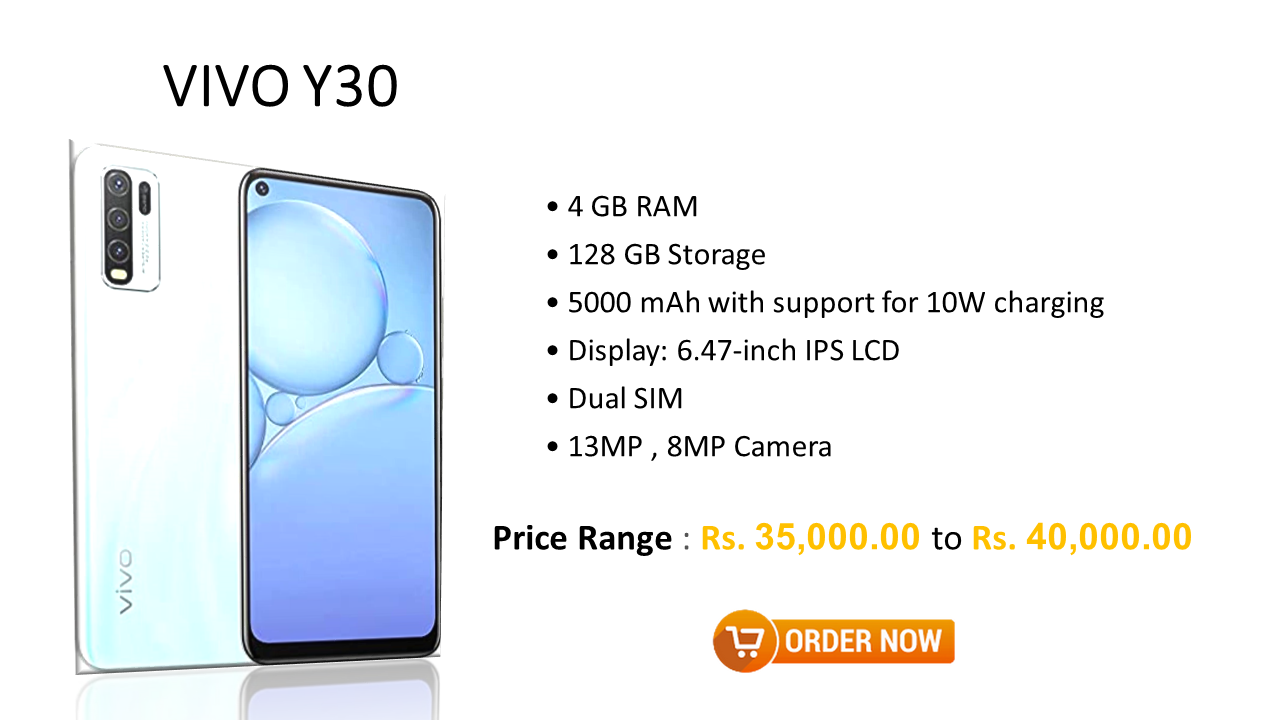 VIVO Y30
• 4 GB RAM
• 128 GB Storage
• 5000 mAh with support for 10W charging
• Display: 6.47-inch IPS LCD
• Dual SIM
• 13MP , 8MP Camera
Price Range : Rs. 35,000.00 to Rs. 40,000.00
ORDER NOW
vivo